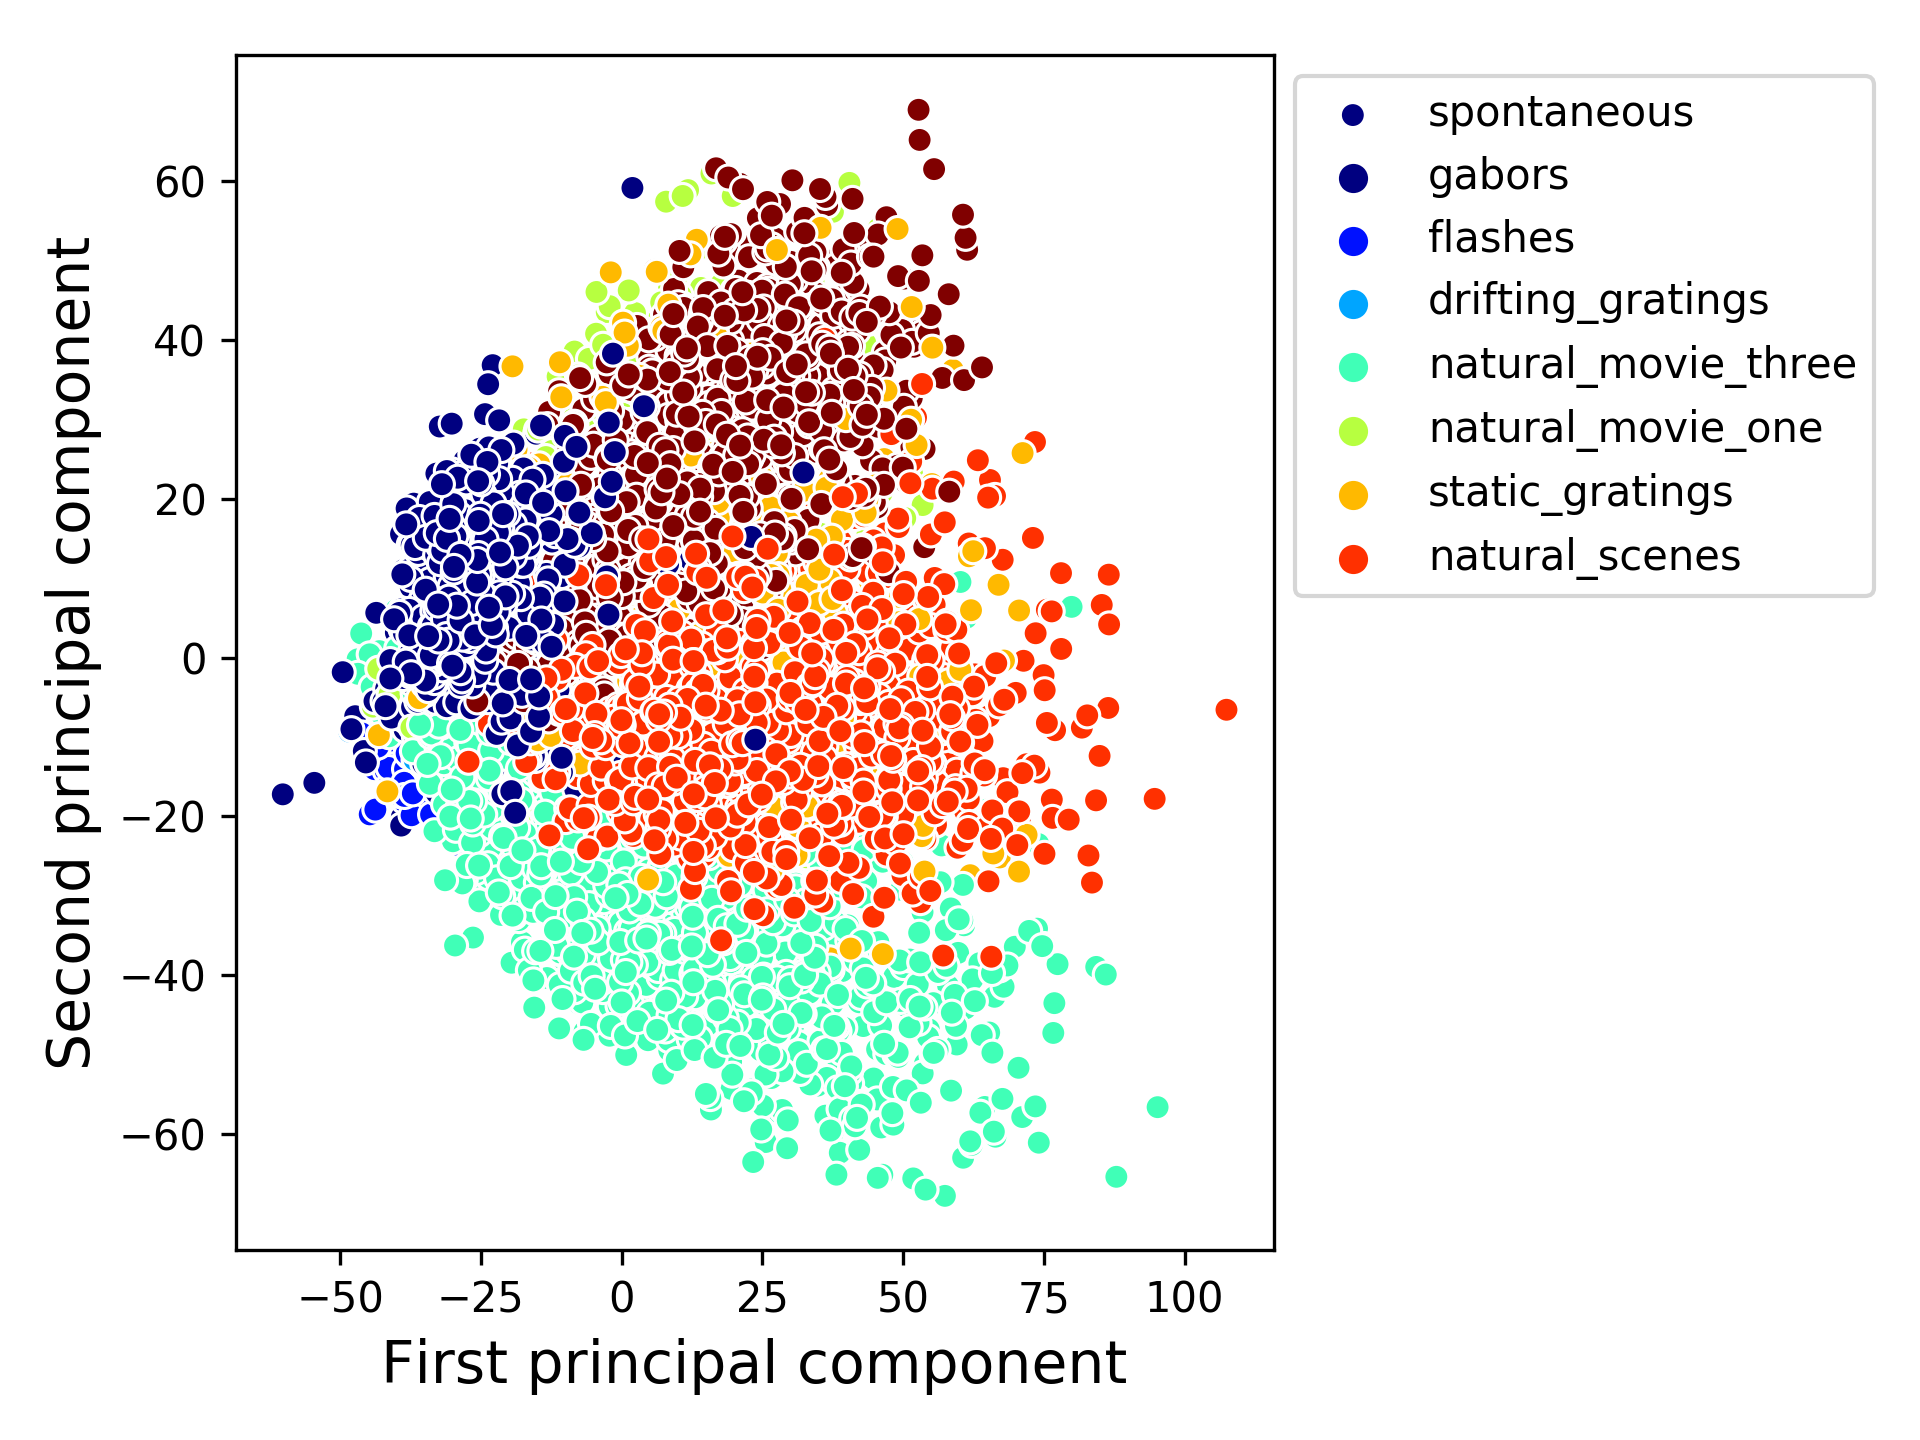 Second principal component
60
40
20
0
−20
−40
−60
−50 −25 0 25 50 75 100
First principal component
spontaneous
gabors
flashes
drifting_gratings
natural_movie_three
natural_movie_one
static_gratings
natural_scenes